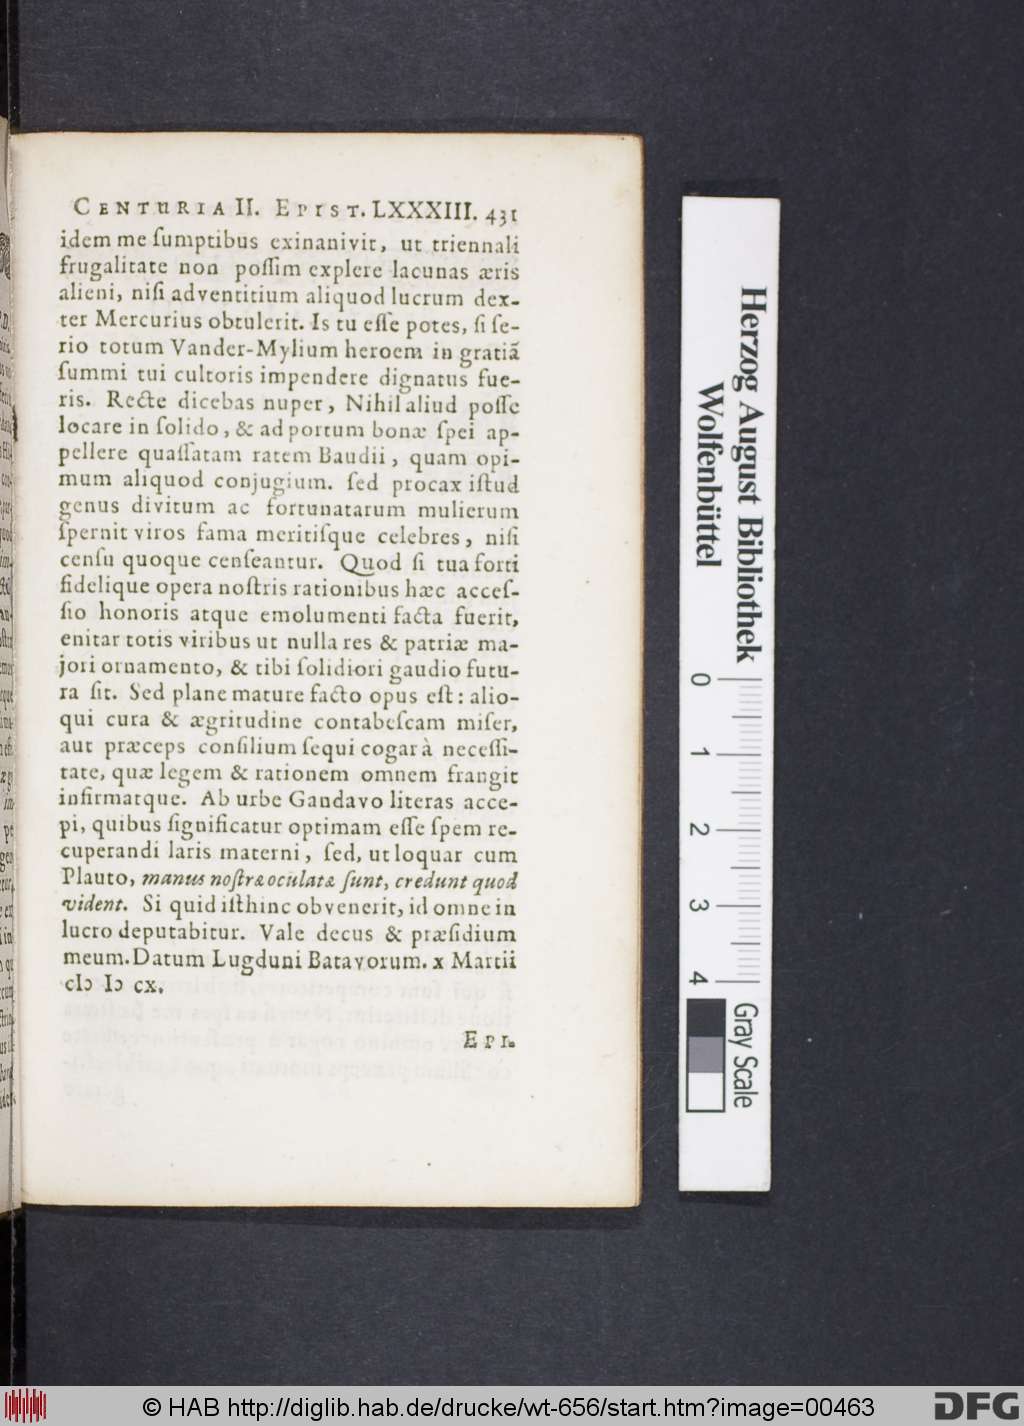 CENTURIA II. EPIST. LXXXIII. 431
idem me ſumptibus exinanivit, ut triennali
frugalitate non poſſim explere lacunas æris
alieni, niſi adventitium aliquod lucrum dex-
ter Mercurius obtulerit. Is tu eſſe potes, ſi ſe-
rio totum Vander-Mylium heroem in gratiã
ſummi tui cultoris impendere dignatus fue-
ris. Recte dicebas nuper, Nihil aliud poſſe
locare in ſolido, & ad portum bonæ ſpei ap-
pellere quaſſatam ratem Baudii, quam opi-
mum aliquod conjugium. ſed procax iſtud
genus divitum ac fortunatarum mulierum
ſpernit viros fama meritiſque celebres, niſi
cenſu quoque cenſeantur. Quod ſi tua forti
fidelique opera noſtris rationibus hæc acceſ-
ſio honoris atque emolumenti facta fuerit,
enitar totis viribus ut nulla res & patriæ ma-
jori ornamento, & tibi ſolidiori gaudio futu-
ra ſit. Sed plane mature facto opus eſt: alio-
qui cura & ægritudine contabeſcam miſer,
aut præceps conſilium ſequi cogar à neceſſi-
tate, quæ legem & rationem omnem frangit
infirmatque. Ab urbe Gandavo literas acce-
pi, quibus ſignificatur optimam eſſe ſpem re-
cuperandi laris materni, ſed, ut loquar cum
Plauto, manus noſtræ oculatæ ſunt, credunt quod
vident. Si quid iſthinc obvenerit, id omne in
lucro deputabitur. Vale decus & præſidium
meum. Datum Lugduni Batavorum. x Martii
cIↄ Iↄ cx.
EPI-
Herzog August Bibliothek
Wolfenbüttel
0 1 2 3 4
Gray Scale
© HAB http://diglib.hab.de/drucke/wt-656/start.htm?image=00463
DFG